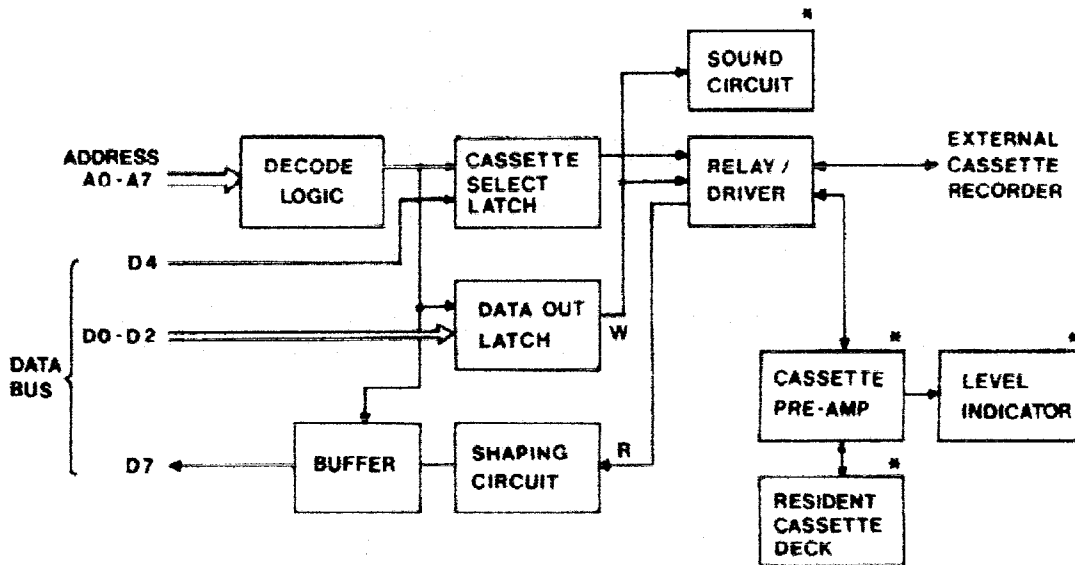 *
SOUND
CIRCUIT
ADDRESS
A0-A7
DECODE
LOGIC
CASSETTE
SELECT
LATCH
RELAY /
DRIVER
EXTERNAL
CASSETTE
RECORDER
D4
DATA
BUS
D0-D2
DATA OUT
LATCH
W
*
CASSETTE
PRE-AMP
*
LEVEL
INDICATOR
D7
BUFFER
SHAPING
CIRCUIT
R
*
RESIDENT
CASSETTE
DECK